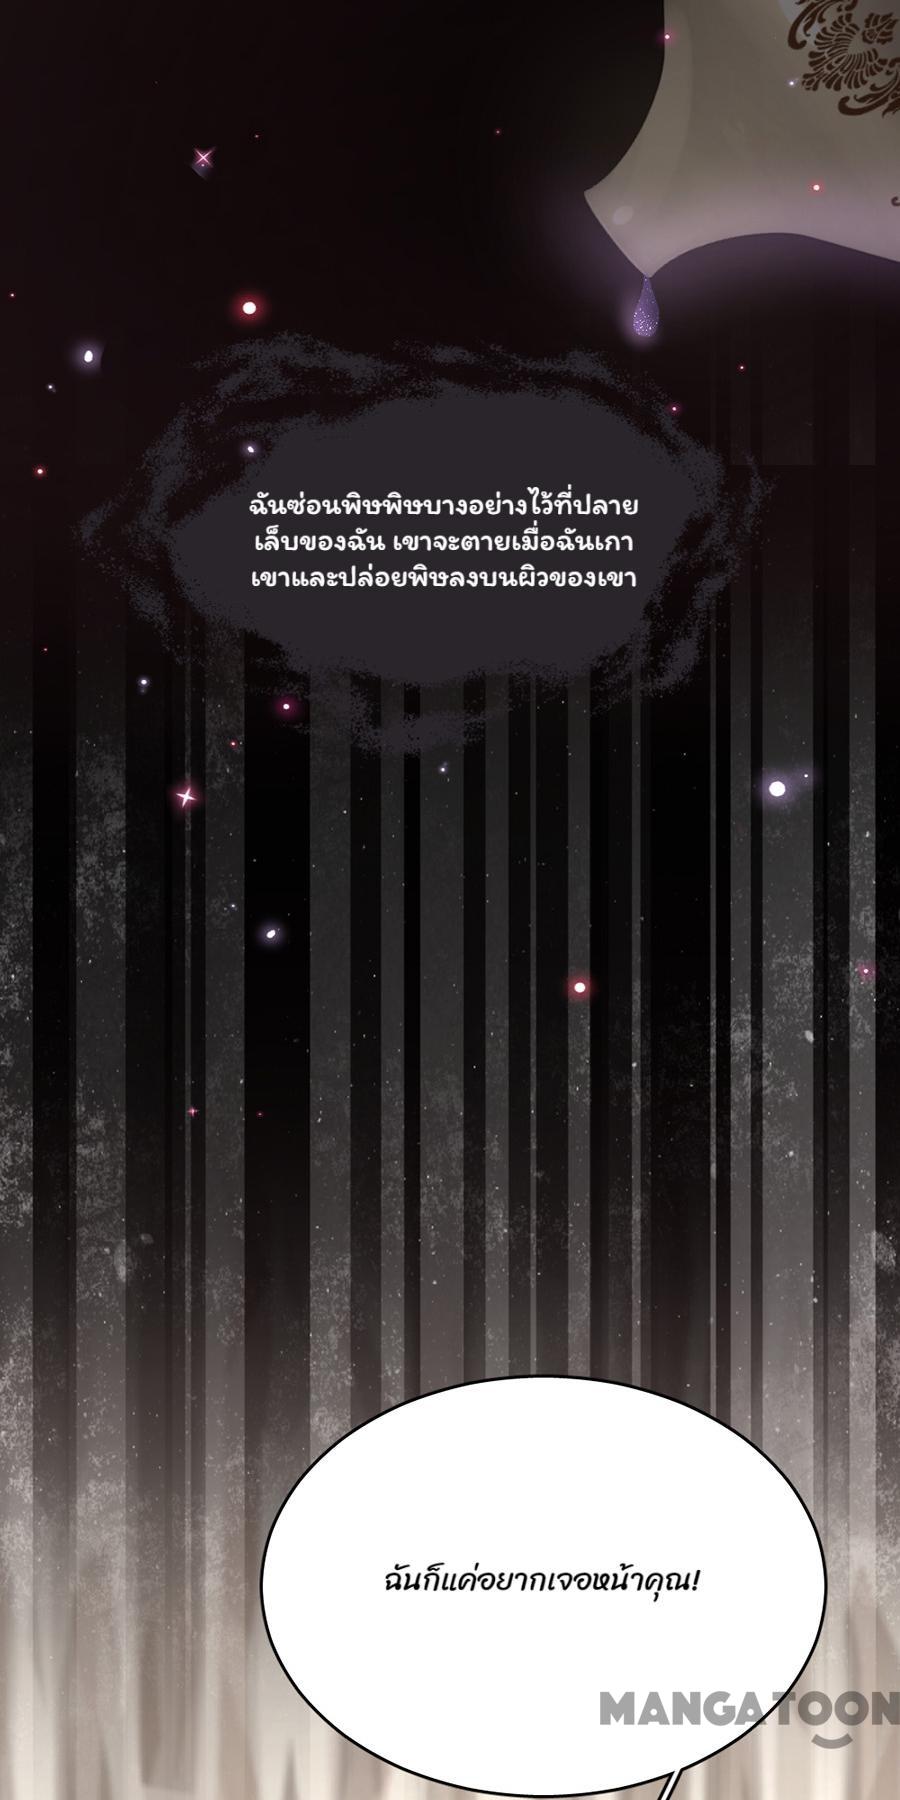 ฉันซ่อนพิษพิษบางอย่างไว้ที่ปลาย
เล็บของฉัน เขาจะตายเมื่อฉันเกา
เขาและปล่อยพิษลงบนผิวของเขา
ฉันก็แค่อยากเจอหน้าคุณ!
MANGATOON